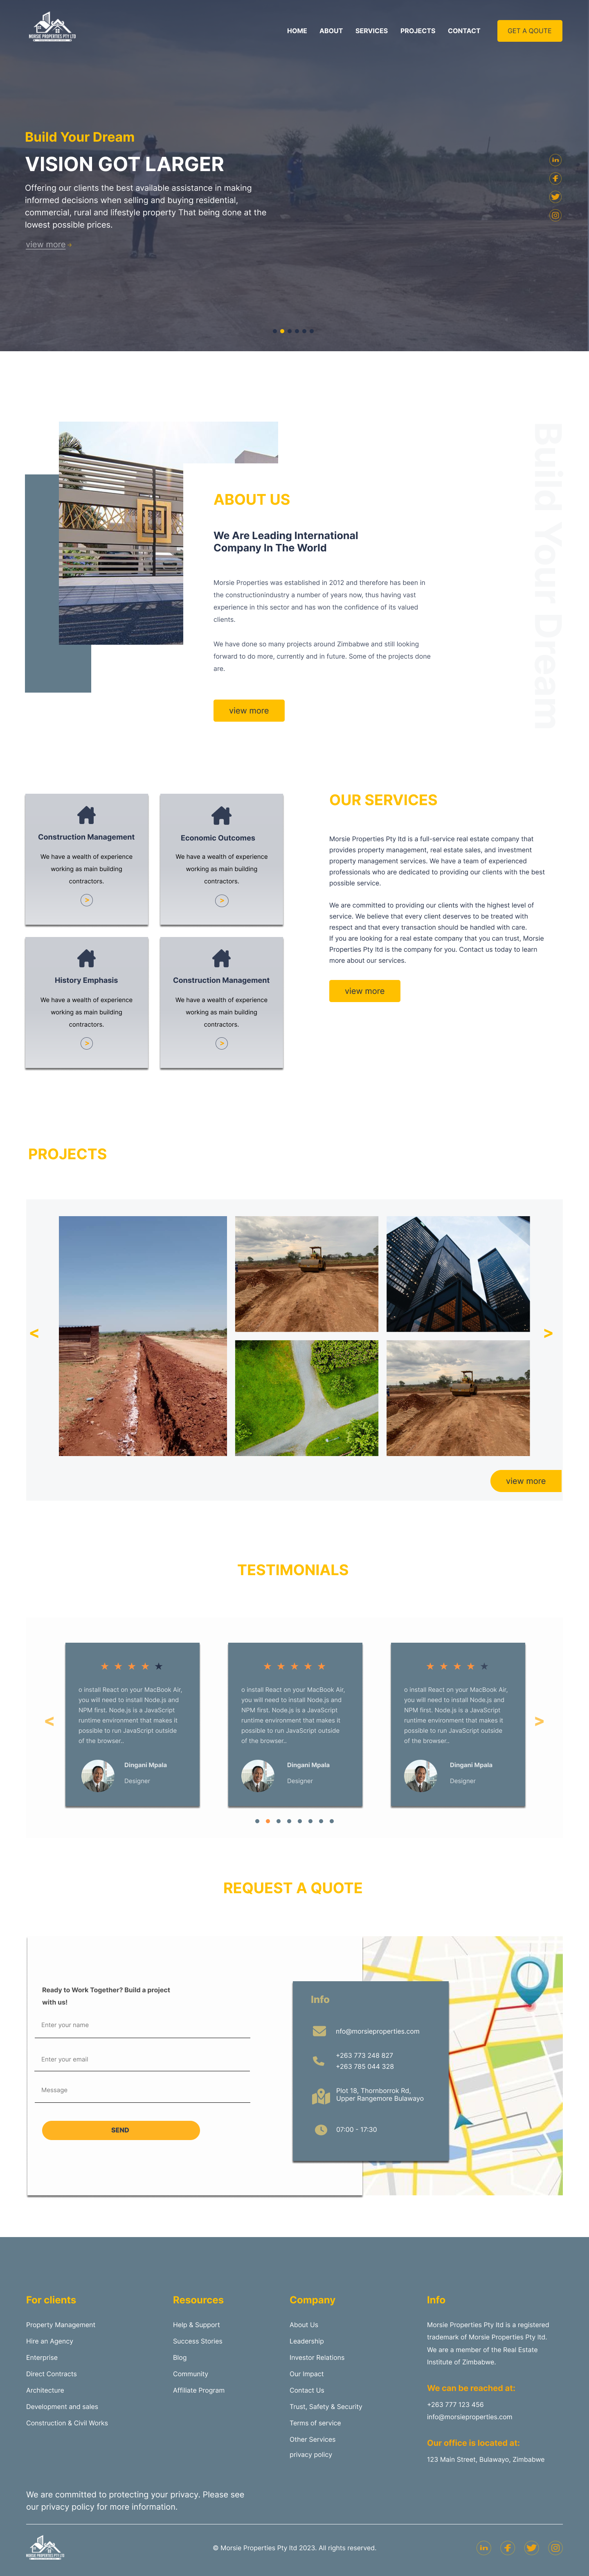 MORSIE PROPERTIES PTY LTD
HOME ABOUT SERVICES PROJECTS CONTACT GET A QOUTE
Build Your Dream
VISION GOT LARGER
Offering our clients the best available assistance in making
informed decisions when selling and buying residential,
commercial, rural and lifestyle property That being done at the
lowest possible prices.
view more
Build Your Dream
ABOUT US
We Are Leading International
Company In The World
Morsie Properties was established in 2012 and therefore has been in
the constructionindustry a number of years now, thus having vast
experience in this sector and has won the confidence of its valued
clients.
We have done so many projects around Zimbabwe and still looking
forward to do more, currently and in future. Some of the projects done
are.
view more
Construction Management
We have a wealth of experience
working as main building
contractors.
Economic Outcomes
We have a wealth of experience
working as main building
contractors.
History Emphasis
We have a wealth of experience
working as main building
contractors.
Construction Management
We have a wealth of experience
working as main building
contractors.
OUR SERVICES
Morsie Properties Pty ltd is a full-service real estate company that
provides property management, real estate sales, and investment
property management services. We have a team of experienced
professionals who are dedicated to providing our clients with the best
possible service.
We are committed to providing our clients with the highest level of
service. We believe that every client deserves to be treated with
respect and that every transaction should be handled with care.
If you are looking for a real estate company that you can trust, Morsie
Properties Pty ltd is the company for you. Contact us today to learn
more about our services.
view more
PROJECTS
<
>
view more
TESTIMONIALS
<
o install React on your MacBook Air,
you will need to install Node.js and
NPM first. Node.js is a JavaScript
runtime environment that makes it
possible to run JavaScript outside
of the browser..
Dingani Mpala
Designer
o install React on your MacBook Air,
you will need to install Node.js and
NPM first. Node.js is a JavaScript
runtime environment that makes it
possible to run JavaScript outside
of the browser..
Dingani Mpala
Designer
o install React on your MacBook Air,
you will need to install Node.js and
NPM first. Node.js is a JavaScript
runtime environment that makes it
possible to run JavaScript outside
of the browser..
Dingani Mpala
Designer
>
REQUEST A QUOTE
Ready to Work Together? Build a project
with us!
Enter your name
Enter your email
Message
SEND
Info
nfo@morsieproperties.com
+263 773 248 827
+263 785 044 328
Plot 18, Thornborrok Rd,
Upper Rangemore Bulawayo
07:00 - 17:30
For clients
Property Management
Hire an Agency
Enterprise
Direct Contracts
Architecture
Development and sales
Construction & Civil Works
Resources
Help & Support
Success Stories
Blog
Community
Affiliate Program
Company
About Us
Leadership
Investor Relations
Our Impact
Contact Us
Trust, Safety & Security
Terms of service
Other Services
privacy policy
Info
Morsie Properties Pty ltd is a registered
trademark of Morsie Properties Pty ltd.
We are a member of the Real Estate
Institute of Zimbabwe.
We can be reached at:
+263 777 123 456
info@morsieproperties.com
Our office is located at:
123 Main Street, Bulawayo, Zimbabwe
We are committed to protecting your privacy. Please see
our privacy policy for more information.
MORSIE PROPERTIES PTY LTD
© Morsie Properties Pty ltd 2023. All rights reserved.